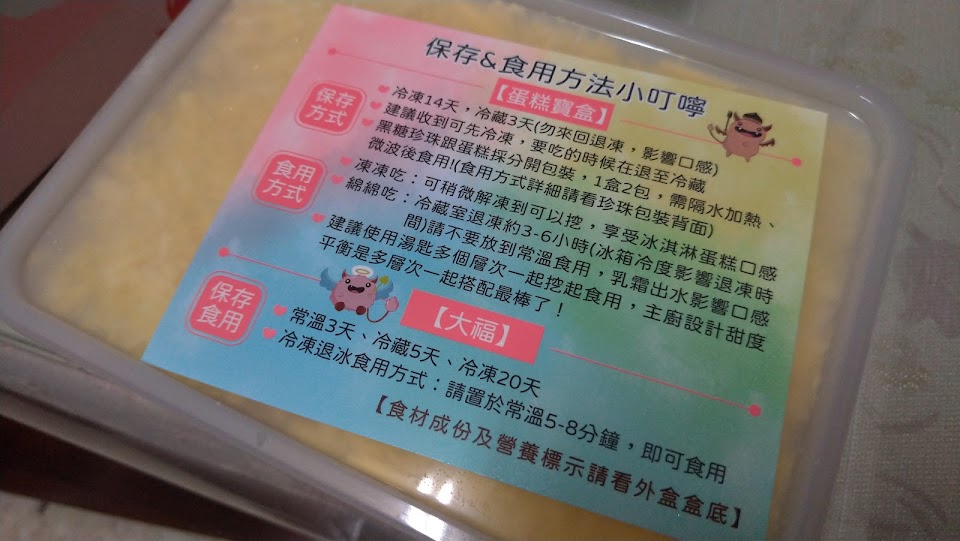 保存&食用方法小叮嚀
【蛋糕寶盒】
保存
方式
冷凍14天，冷藏3天(勿來回退凍，影響口感)
建議收到可先冷凍，要吃的時候在退至冷藏
黑糖珍珠跟蛋糕採分開包裝，1盒2包，需隔水加熱、
微波後食用!(食用方式詳細請看珍珠包裝背面)
食用
方式
凍凍吃：可稍微解凍到可以挖，享受冰淇淋蛋糕口感
綿綿吃：冷藏室退凍約3-6小時(冰箱冷度影響退凍時
間)請不要放到常溫食用，乳霜出水影響口感
建議使用湯匙多個層次一起挖起食用，主廚設計甜度
平衡是多層次一起搭配最棒了！
【大福】
保存
食用
常溫3天、冷藏5天、冷凍20天
冷凍退冰食用方式：請置於常溫5-8分鐘，即可食用
【食材成份及營養標示請看外盒盒底】